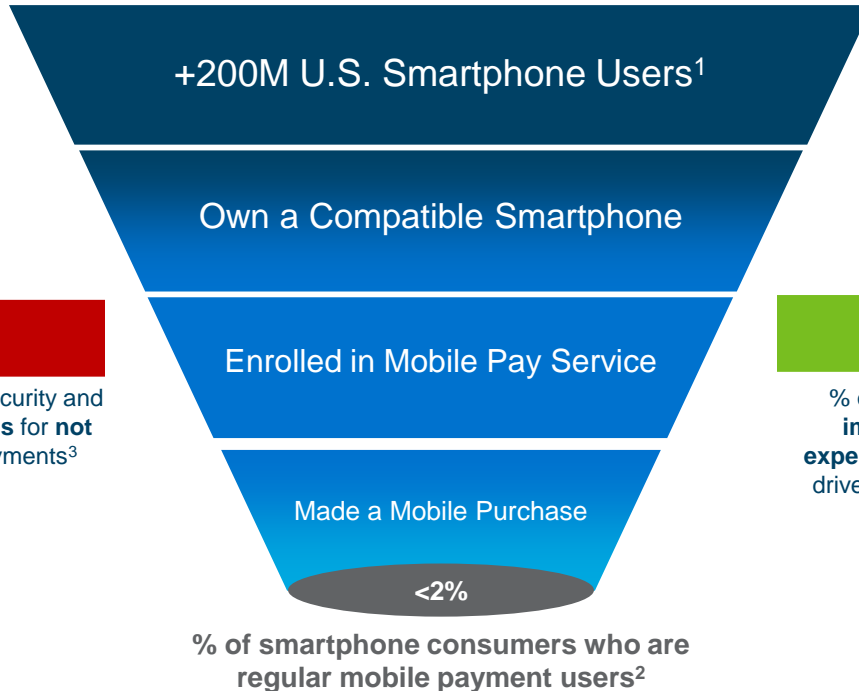 +200M U.S. Smartphone Users¹
Own a Compatible Smartphone
Enrolled in Mobile Pay Service
curity and
s for not
yments³
%
in
expe
drive
Made a Mobile Purchase
<2%
% of smartphone consumers who are
regular mobile payment users²